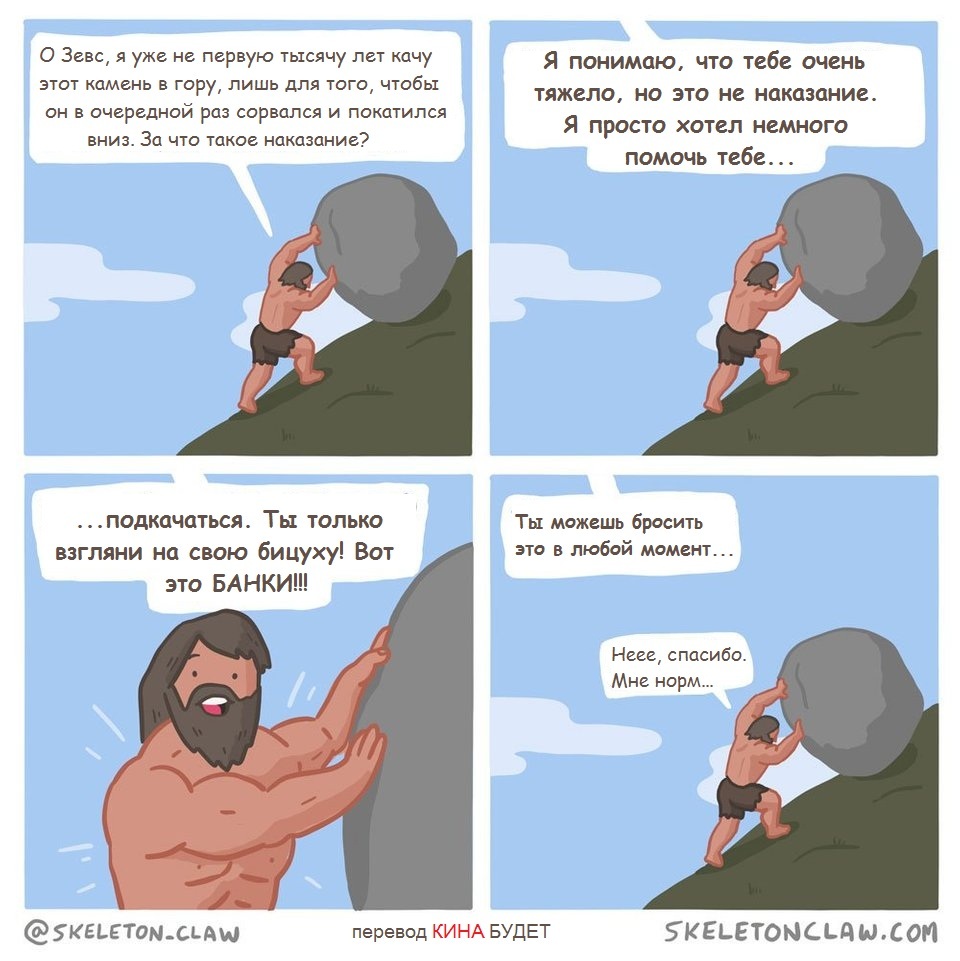 О Зевс, я уже не первую тысячу лет качу
этот камень в гору, лишь для того, чтобы
он в очередной раз сорвался и покатился
вниз. За что такое наказание?
Я понимаю, что тебе очень
тяжело, но это не наказание.
Я просто хотел немного
помочь тебе...
...подкачаться. Ты только
взгляни на свою бицуху! Вот
это БАНКИ!!!
Ты можешь бросить
это в любой момент...
Неее, спасибо.
Мне норм...
@SKELETON_CLAW
перевод КИНА БУДЕТ
SKELETONCLAW.COM